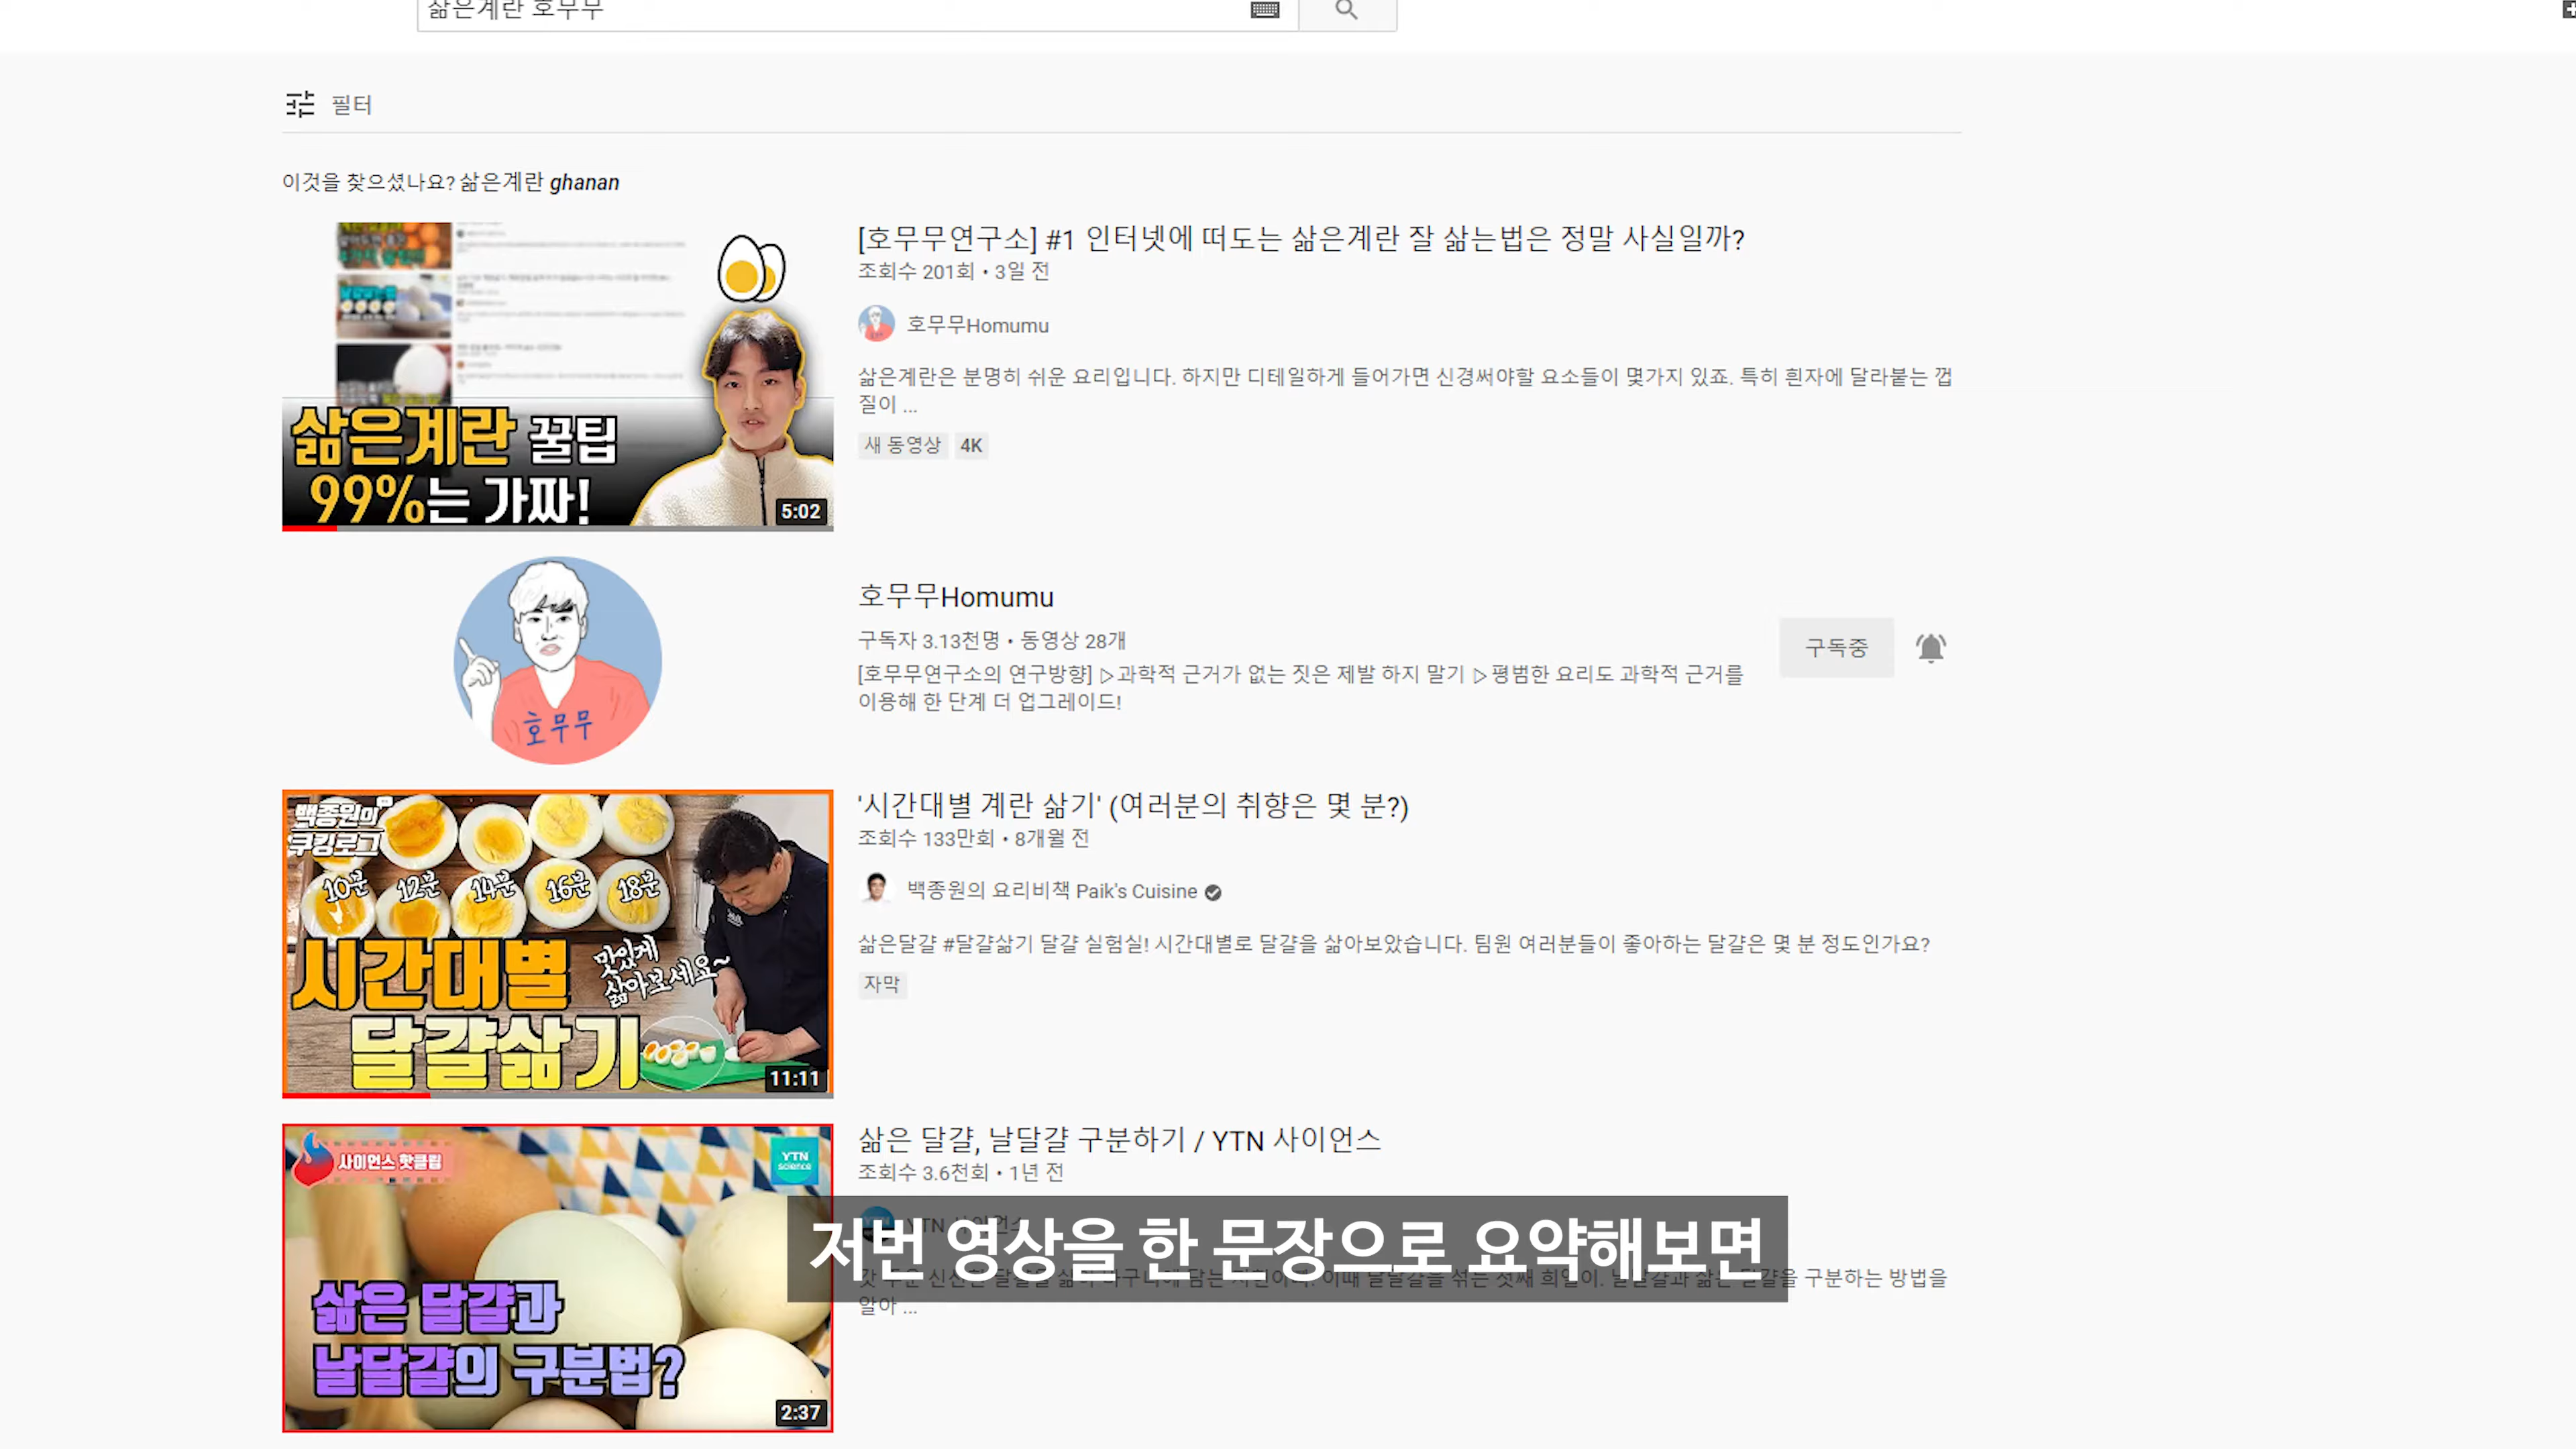 삶은계란 호무무
필터
이것을 찾으셨나요? 삶은계란 ghanan
[호무무연구소] #1 인터넷에 떠도는 삶은계란 잘 삶는법은 정말 사실일까?
조회수 201회 • 3일 전
호무무Homumu
삶은계란은 분명히 쉬운 요리입니다. 하지만 디테일하게 들어가면 신경써야할 요소들이 몇가지 있죠. 특히 흰자에 달라붙는 껍
질이 ...
새 동영상 4K
삶은계란 꿀팁
99%는 가짜!
5:02
호무무Homumu
구독자 3.13천명 • 동영상 28개
[호무무연구소의 연구방향] ▷과학적 근거가 없는 짓은 제발 하지 말기 ▷평범한 요리도 과학적 근거를
이용해 한 단계 더 업그레이드!
구독중
호무무
'시간대별 계란 삶기' (여러분의 취향은 몇 분?)
조회수 133만회 • 8개월 전
백종원의 요리비책 Paik's Cuisine
삶은달걀 #달걀삶기 달걀 실험실! 시간대별로 달걀을 삶아보았습니다. 팀원 여러분들이 좋아하는 달걀은 몇 분 정도인가요?
자막
백종원의
쿠킹로그
10분 12분 14분 16분 18분
시간대별
맛있게
삶아보세요~
달걀삶기
11:11
삶은 달걀, 날달걀 구분하기 / YTN 사이언스
조회수 3.6천회 • 1년 전
YTN 사이언스
저번 영상을 한 문장으로 요약해보면
구분하는 방법을
알아 ...
사이언스 핫클립
YTN
science
삶은 달걀과
날달걀의 구분법?
2:37